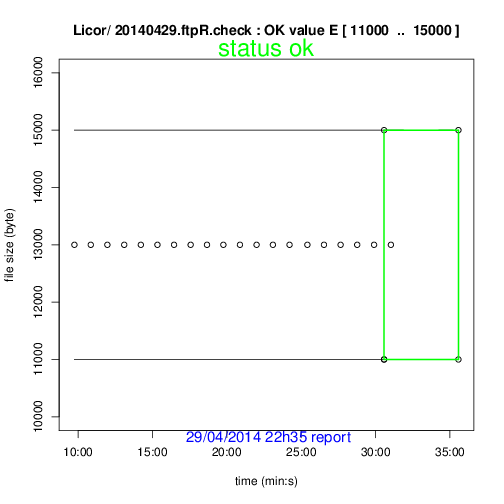 Licor/ 20140429.ftpR.check : OK value E [ 11000 .. 15000 ]
status ok
16000
15000
14000
13000
12000
11000
10000
file size (byte)
29/04/2014 22h35 report
10:00 15:00 20:00 25:00 30:00 35:00
time (min:s)